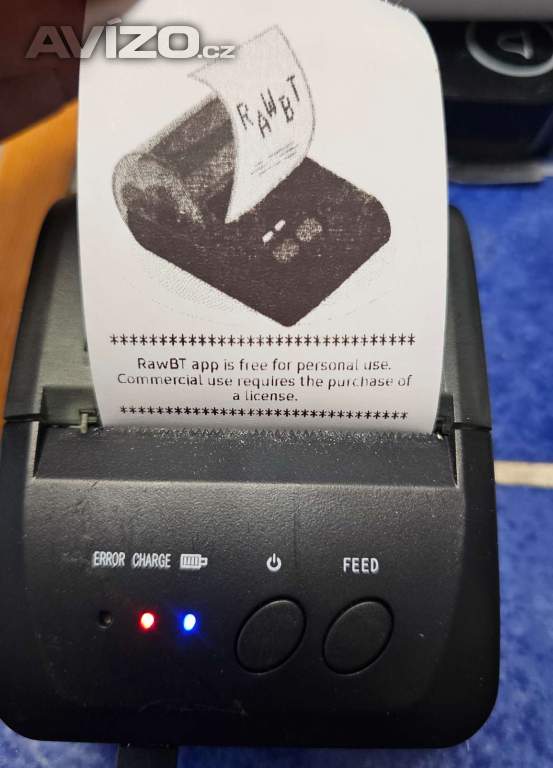 AVÍZO.cz
RAWBT
*********************************
RawBT app is free for personal use.
Commercial use requires the purchase of
a license.
*********************************
ERROR CHARGE FEED